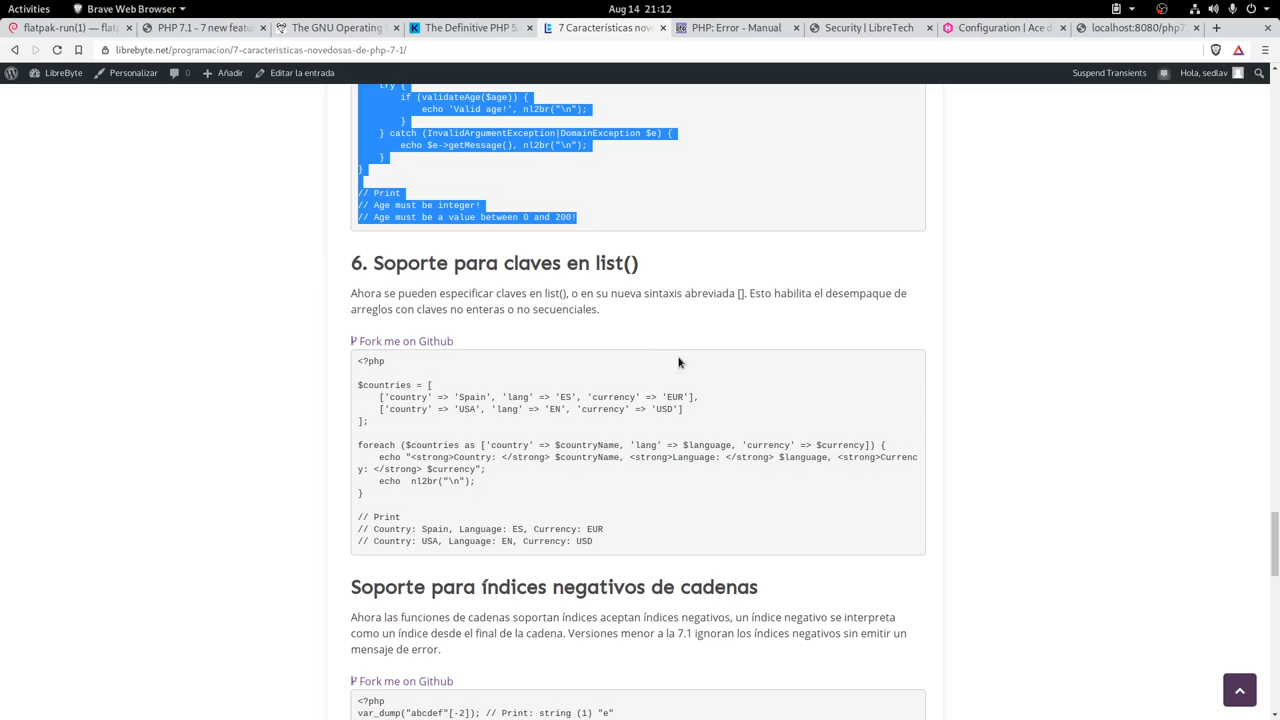 Activities
Brave Web Browser
Aug 14 21:12
flatpak-run(1) — flatp
PHP 7.1 - 7 new feat
The GNU Operating
The Definitive PHP 5.
7 Características nove
PHP: Error - Manual
Security | LibreTech
Configuration | Ace d
localhost:8080/php7
librebyte.net/programacion/7-caracteristicas-novedosas-de-php-7-1/
LibreByte
Personalizar
0
Añadir
Editar la entrada
Suspend Transients
Hola, sedlav
try {
if (validateAge($age)) {
echo 'Valid age!', nl2br("\n");
}
} catch (InvalidArgumentException|DomainException $e) {
echo $e->getMessage(), nl2br("\n");
}
}
// Print
// Age must be integer!
// Age must be a value between 0 and 200!
6. Soporte para claves en list()
Ahora se pueden especificar claves en list(), o en su nueva sintaxis abreviada []. Esto habilita el desempaque de
arreglos con claves no enteras o no secuenciales.
Fork me on Github
<?php
$countries = [
['country' => 'Spain', 'lang' => 'ES', 'currency' => 'EUR'],
['country' => 'USA', 'lang' => 'EN', 'currency' => 'USD']
];
foreach ($countries as ['country' => $countryName, 'lang' => $language, 'currency' => $currency]) {
echo "<strong>Country: </strong> $countryName, <strong>Language: </strong> $language, <strong>Currenc
y: </strong> $currency";
echo  nl2br("\n");
}
// Print
// Country: Spain, Language: ES, Currency: EUR
// Country: USA, Language: EN, Currency: USD
Soporte para índices negativos de cadenas
Ahora las funciones de cadenas soportan índices aceptan índices negativos, un índice negativo se interpreta
como un índice desde el final de la cadena. Versiones menor a la 7.1 ignoran los índices negativos sin emitir un
mensaje de error.
Fork me on Github
<?php
var_dump("abcdef"[-2]); // Print: string (1) "e"